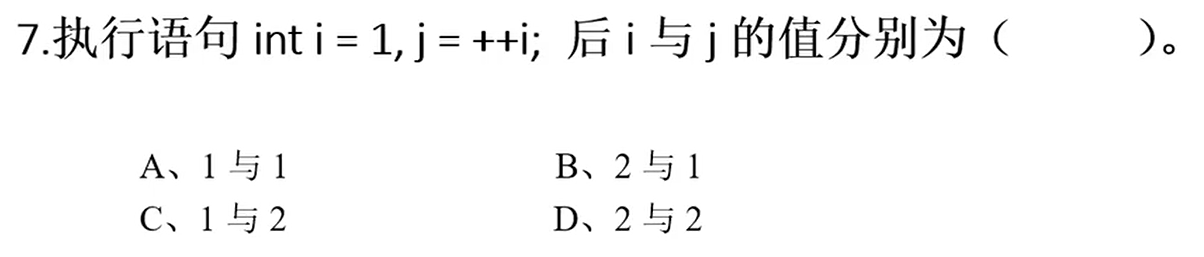 7.执行语句 int i = 1, j = ++i; 后 i 与 j 的值分别为（　　）。
A、1 与 1　　B、2 与 1
C、1 与 2　　D、2 与 2